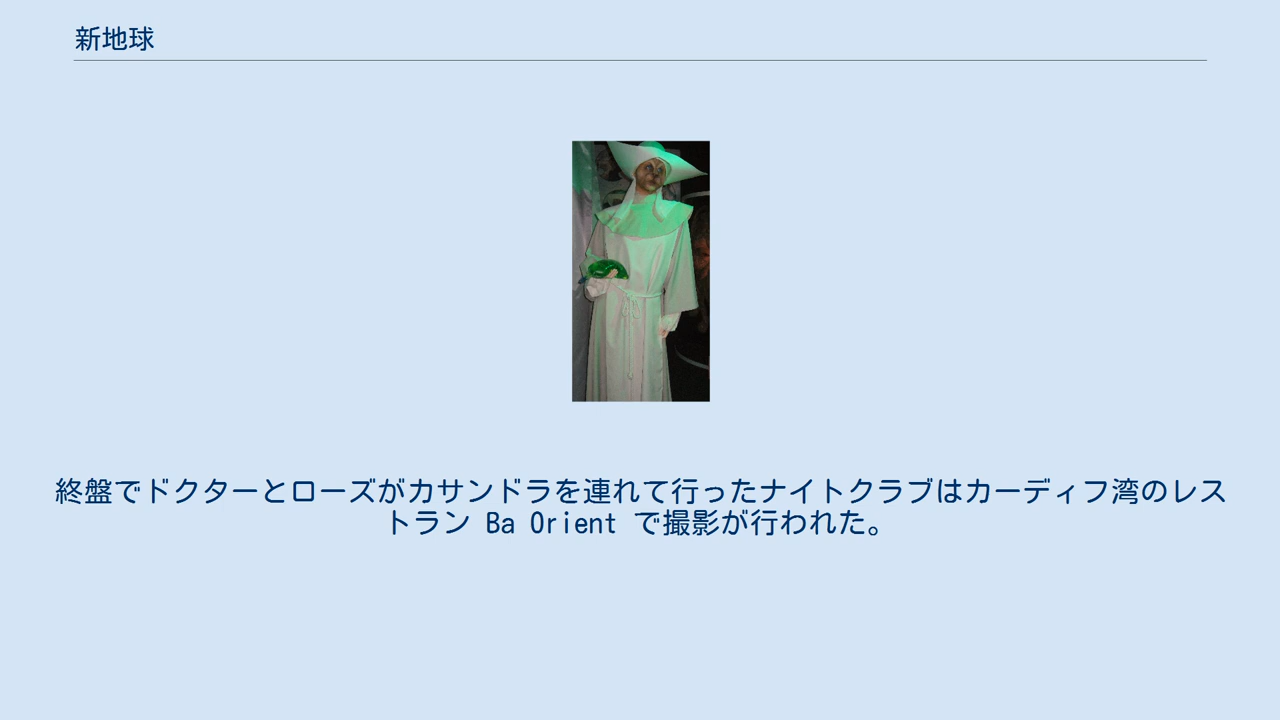 新地球
終盤でドクターとローズがカサンドラを連れて行ったナイトクラブはカーディフ湾のレス
トラン Ba Orient で撮影が行われた。